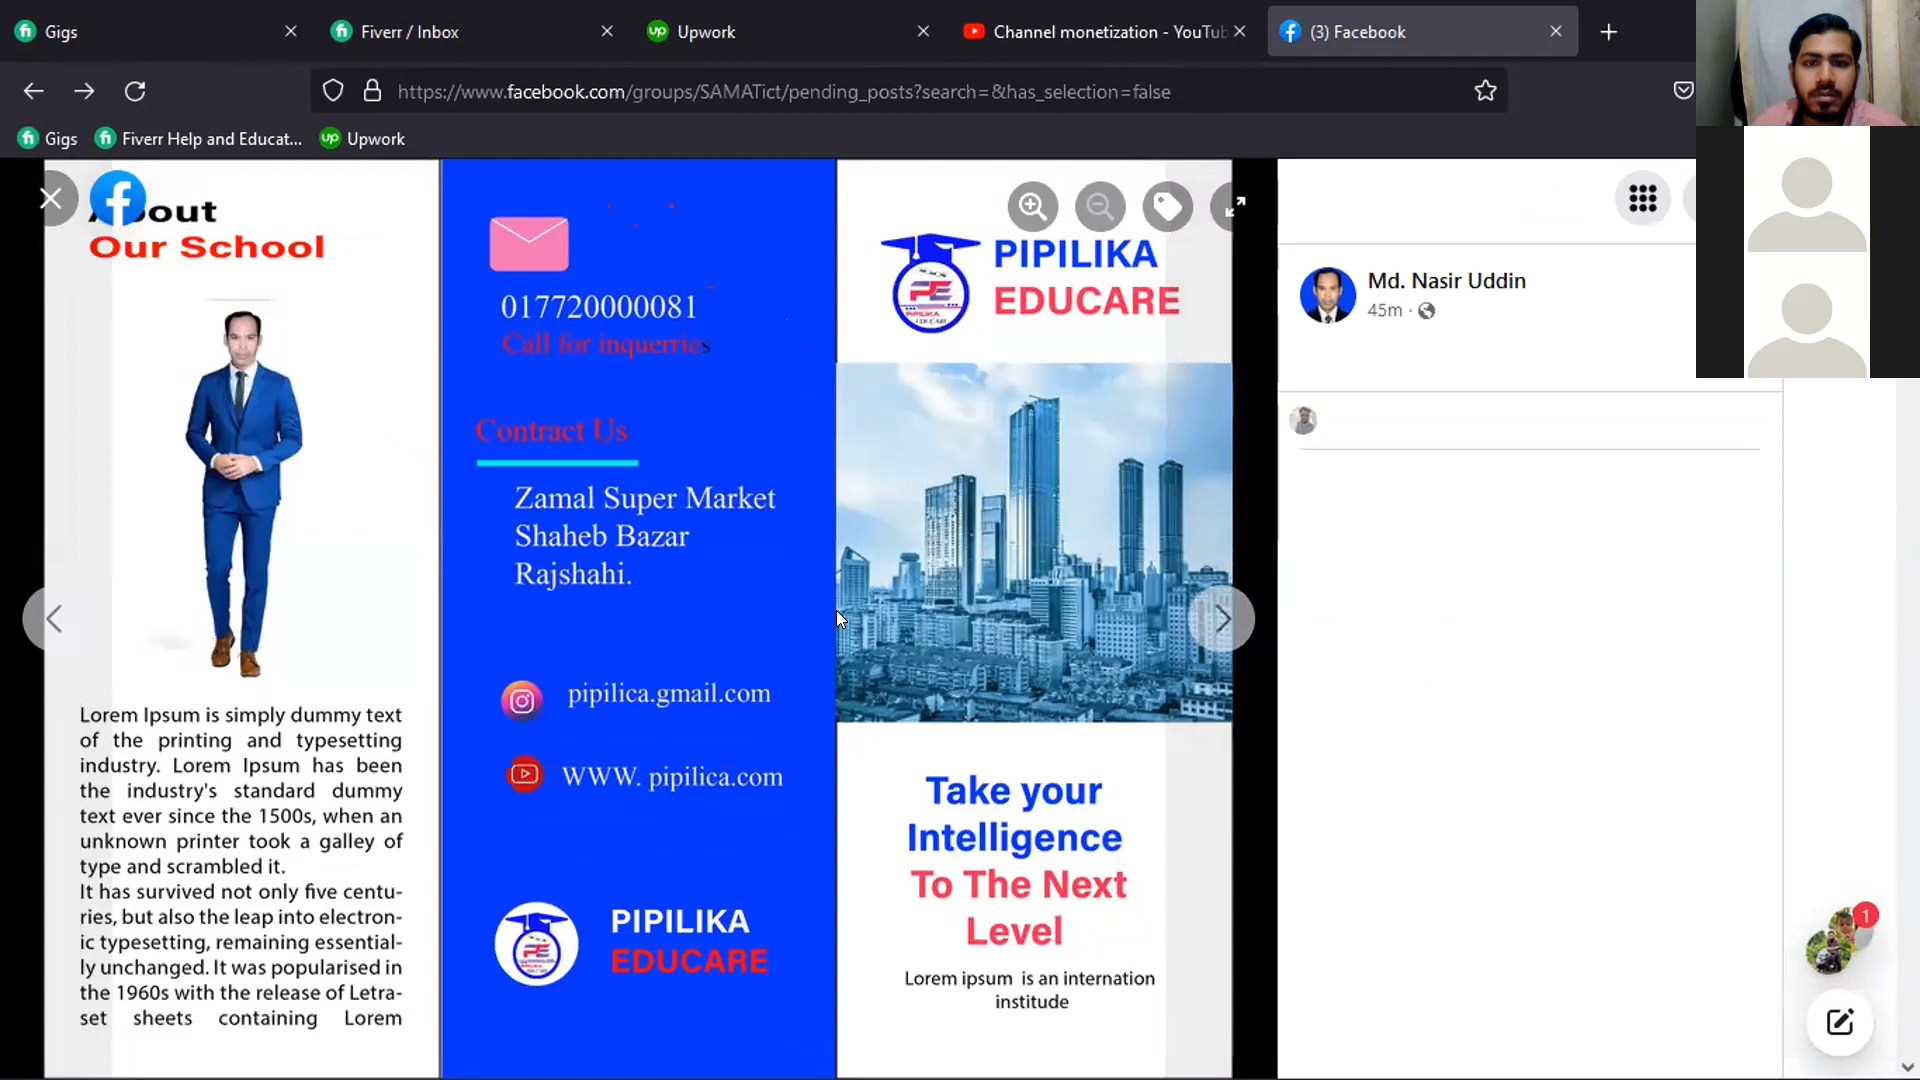 Gigs
Fiverr / Inbox
Upwork
Channel monetization - YouTub
(3) Facebook
https://www.facebook.com/groups/SAMATict/pending_posts?search=&has_selection=false
Gigs
Fiverr Help and Educat...
Upwork
out
Our School
Lorem Ipsum is simply dummy text
of the printing and typesetting
industry. Lorem Ipsum has been
the industry's standard dummy
text ever since the 1500s, when an
unknown printer took a galley of
type and scrambled it.
It has survived not only five centu-
ries, but also the leap into electron-
ic typesetting, remaining essential-
ly unchanged. It was popularised in
the 1960s with the release of Letra-
set sheets containing Lorem
017720000081
Call for inquerries
Contract Us
Zamal Super Market
Shaheb Bazar
Rajshahi.
pipilica.gmail.com
WWW. pipilica.com
PIPILIKA
EDUCARE
PIPILIKA
EDUCARE
Take your
Intelligence
To The Next
Level
Lorem ipsum is an internation
institude
Md. Nasir Uddin
45m ·
1